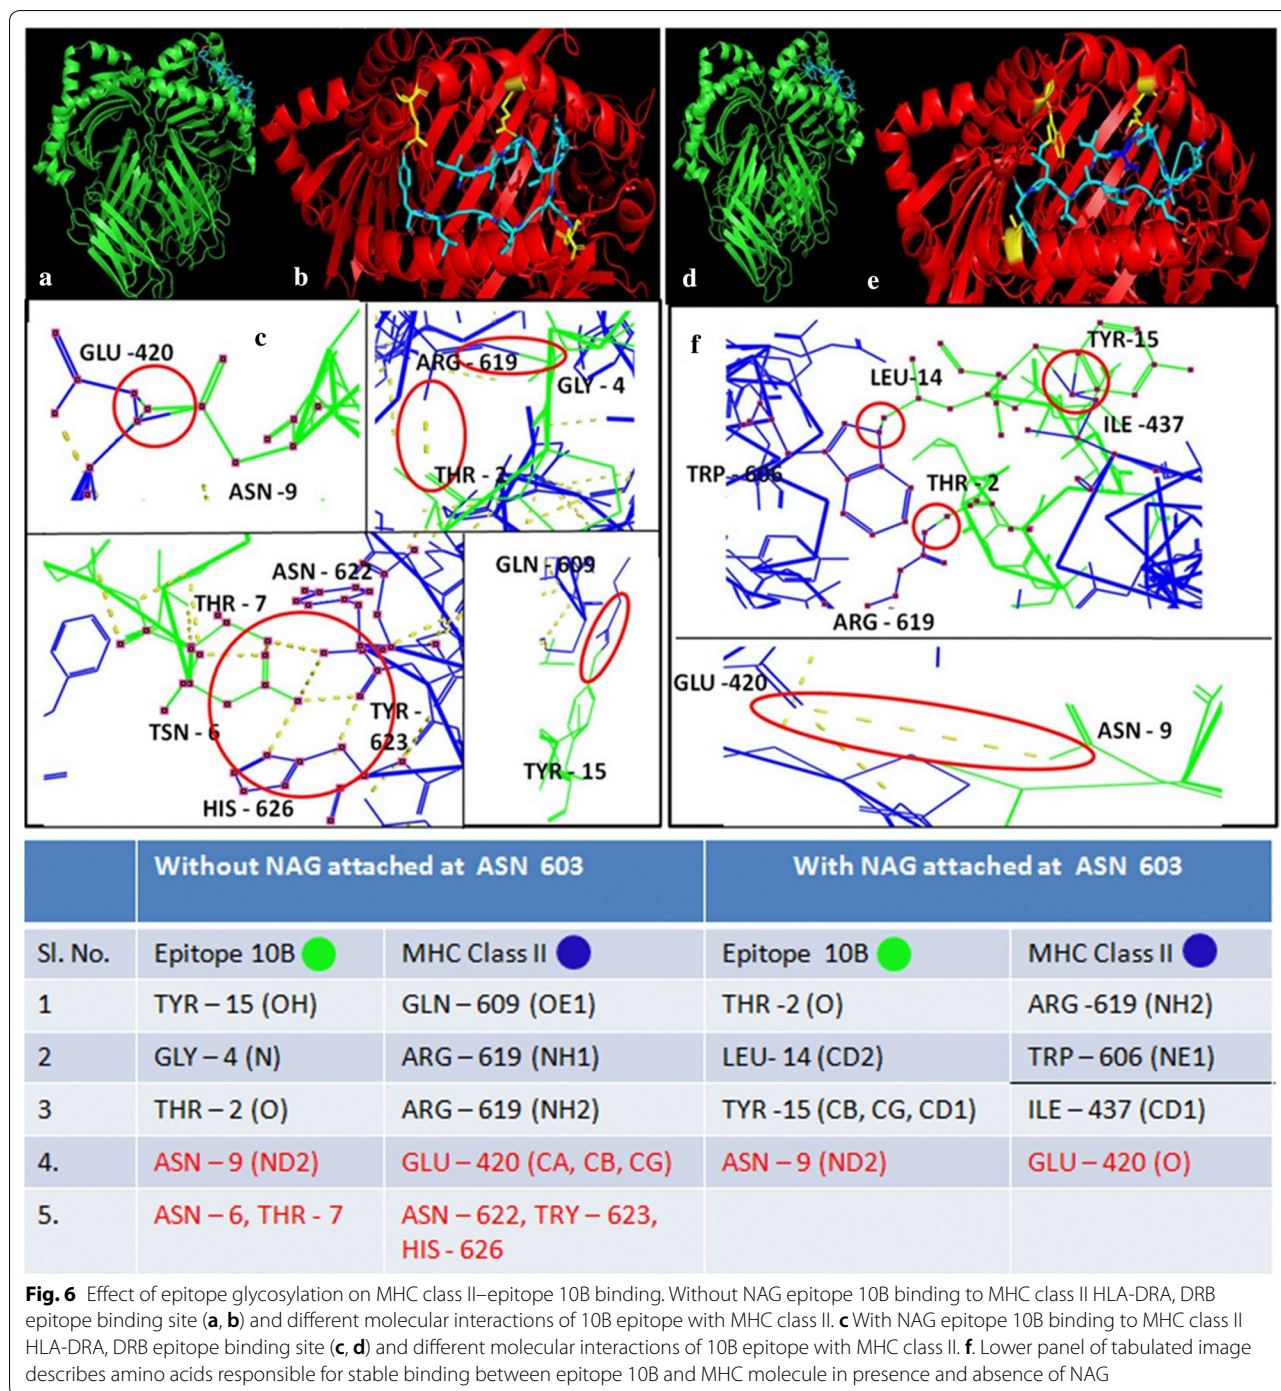 a
b
d
e
c
GLU -420
ASN -9
ARG - 619
GLY - 4
THR - 2
f
TYR-15
LEU-14
ILE -437
TRP - 606
THR - 2
ARG - 619
ASN - 622
THR - 7
TSN - 6
TYR -
623
HIS - 626
GLN - 609
TYR - 15
GLU -420
ASN - 9
Without NAG attached at ASN 603 With NAG attached at ASN 603
Sl. No. Epitope 10B MHC Class II Epitope 10B MHC Class II
1 TYR – 15 (OH) GLN – 609 (OE1) THR -2 (O) ARG -619 (NH2)
2 GLY – 4 (N) ARG – 619 (NH1) LEU- 14 (CD2) TRP – 606 (NE1)
3 THR – 2 (O) ARG – 619 (NH2) TYR -15 (CB, CG, CD1) ILE – 437 (CD1)
4. ASN – 9 (ND2) GLU – 420 (CA, CB, CG) ASN – 9 (ND2) GLU – 420 (O)
5. ASN – 6, THR - 7 ASN – 622, TRY – 623,
HIS - 626
Fig. 6 Effect of epitope glycosylation on MHC class II–epitope 10B binding. Without NAG epitope 10B binding to MHC class II HLA-DRA, DRB
epitope binding site (a, b) and different molecular interactions of 10B epitope with MHC class II. c With NAG epitope 10B binding to MHC class II
HLA-DRA, DRB epitope binding site (c, d) and different molecular interactions of 10B epitope with MHC class II. f. Lower panel of tabulated image
describes amino acids responsible for stable binding between epitope 10B and MHC molecule in presence and absence of NAG